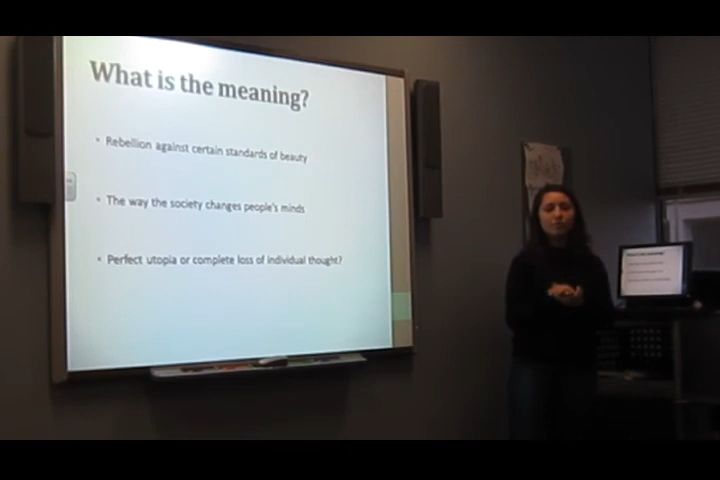 What is the meaning?
• Rebellion against certain standards of beauty
• The way the society changes people's minds
• Perfect utopia or complete loss of individual thought?